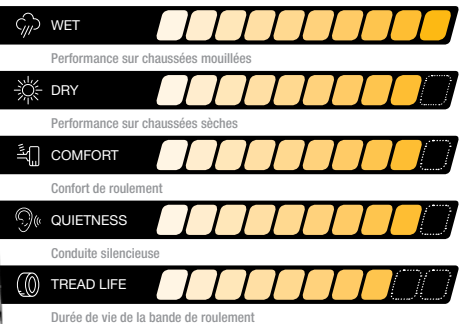 WET
Performance sur chaussées mouillées
DRY
Performance sur chaussées sèches
COMFORT
Confort de roulement
QUIETNESS
Conduite silencieuse
TREAD LIFE
Durée de vie de la bande de roulement